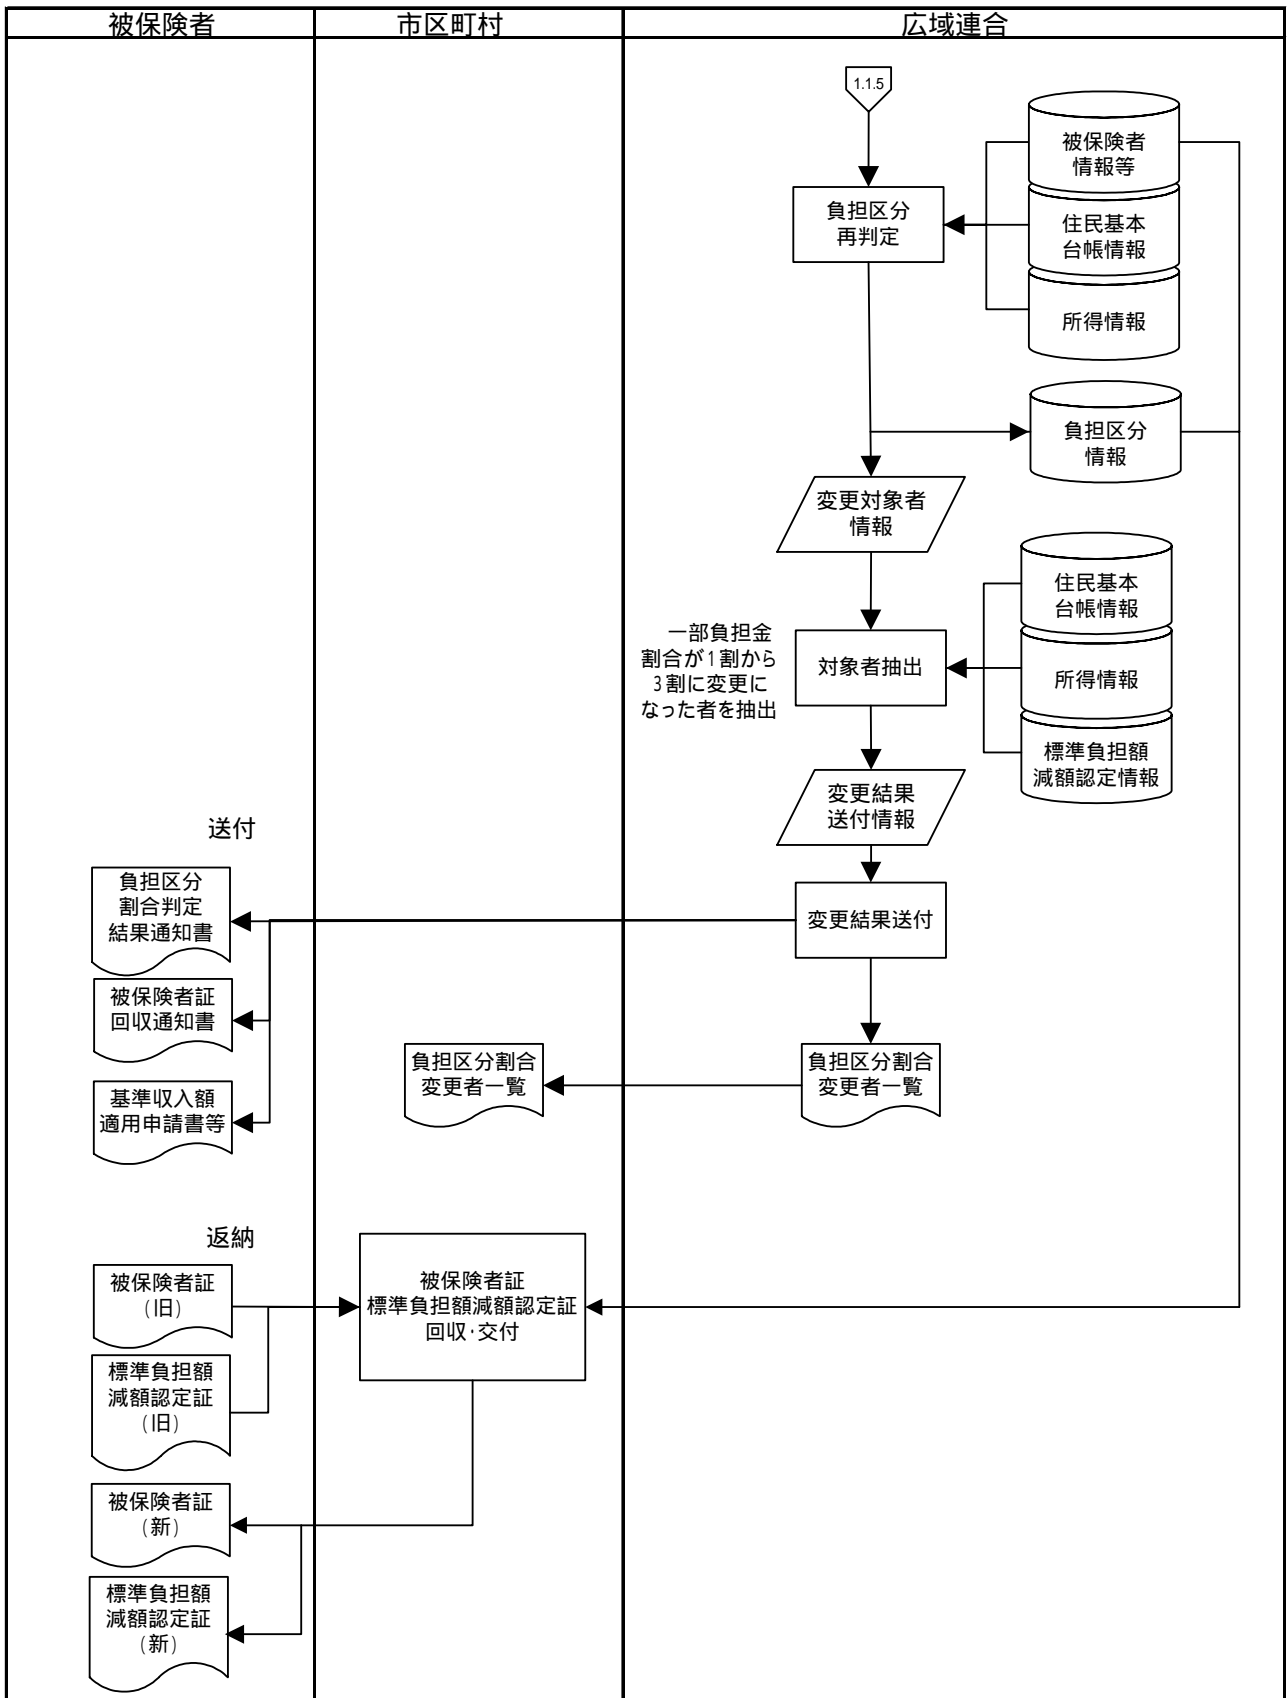 被保険者
市区町村
広域連合
1.1.5
被保険者
情報等
負担区分
再判定
住民基本
台帳情報
所得情報
負担区分
情報
変更対象者
情報
住民基本
台帳情報
一部負担金
割合が1割から
3割に変更に
なった者を抽出
対象者抽出
所得情報
標準負担額
減額認定情報
変更結果
送付情報
送付
負担区分
割合判定
結果通知書
変更結果送付
被保険者証
回収通知書
負担区分割合
変更者一覧
負担区分割合
変更者一覧
基準収入額
適用申請書等
返納
被保険者証
(旧)
被保険者証
標準負担額減額認定証
回収・交付
標準負担額
減額認定証
(旧)
被保険者証
(新)
標準負担額
減額認定証
(新)